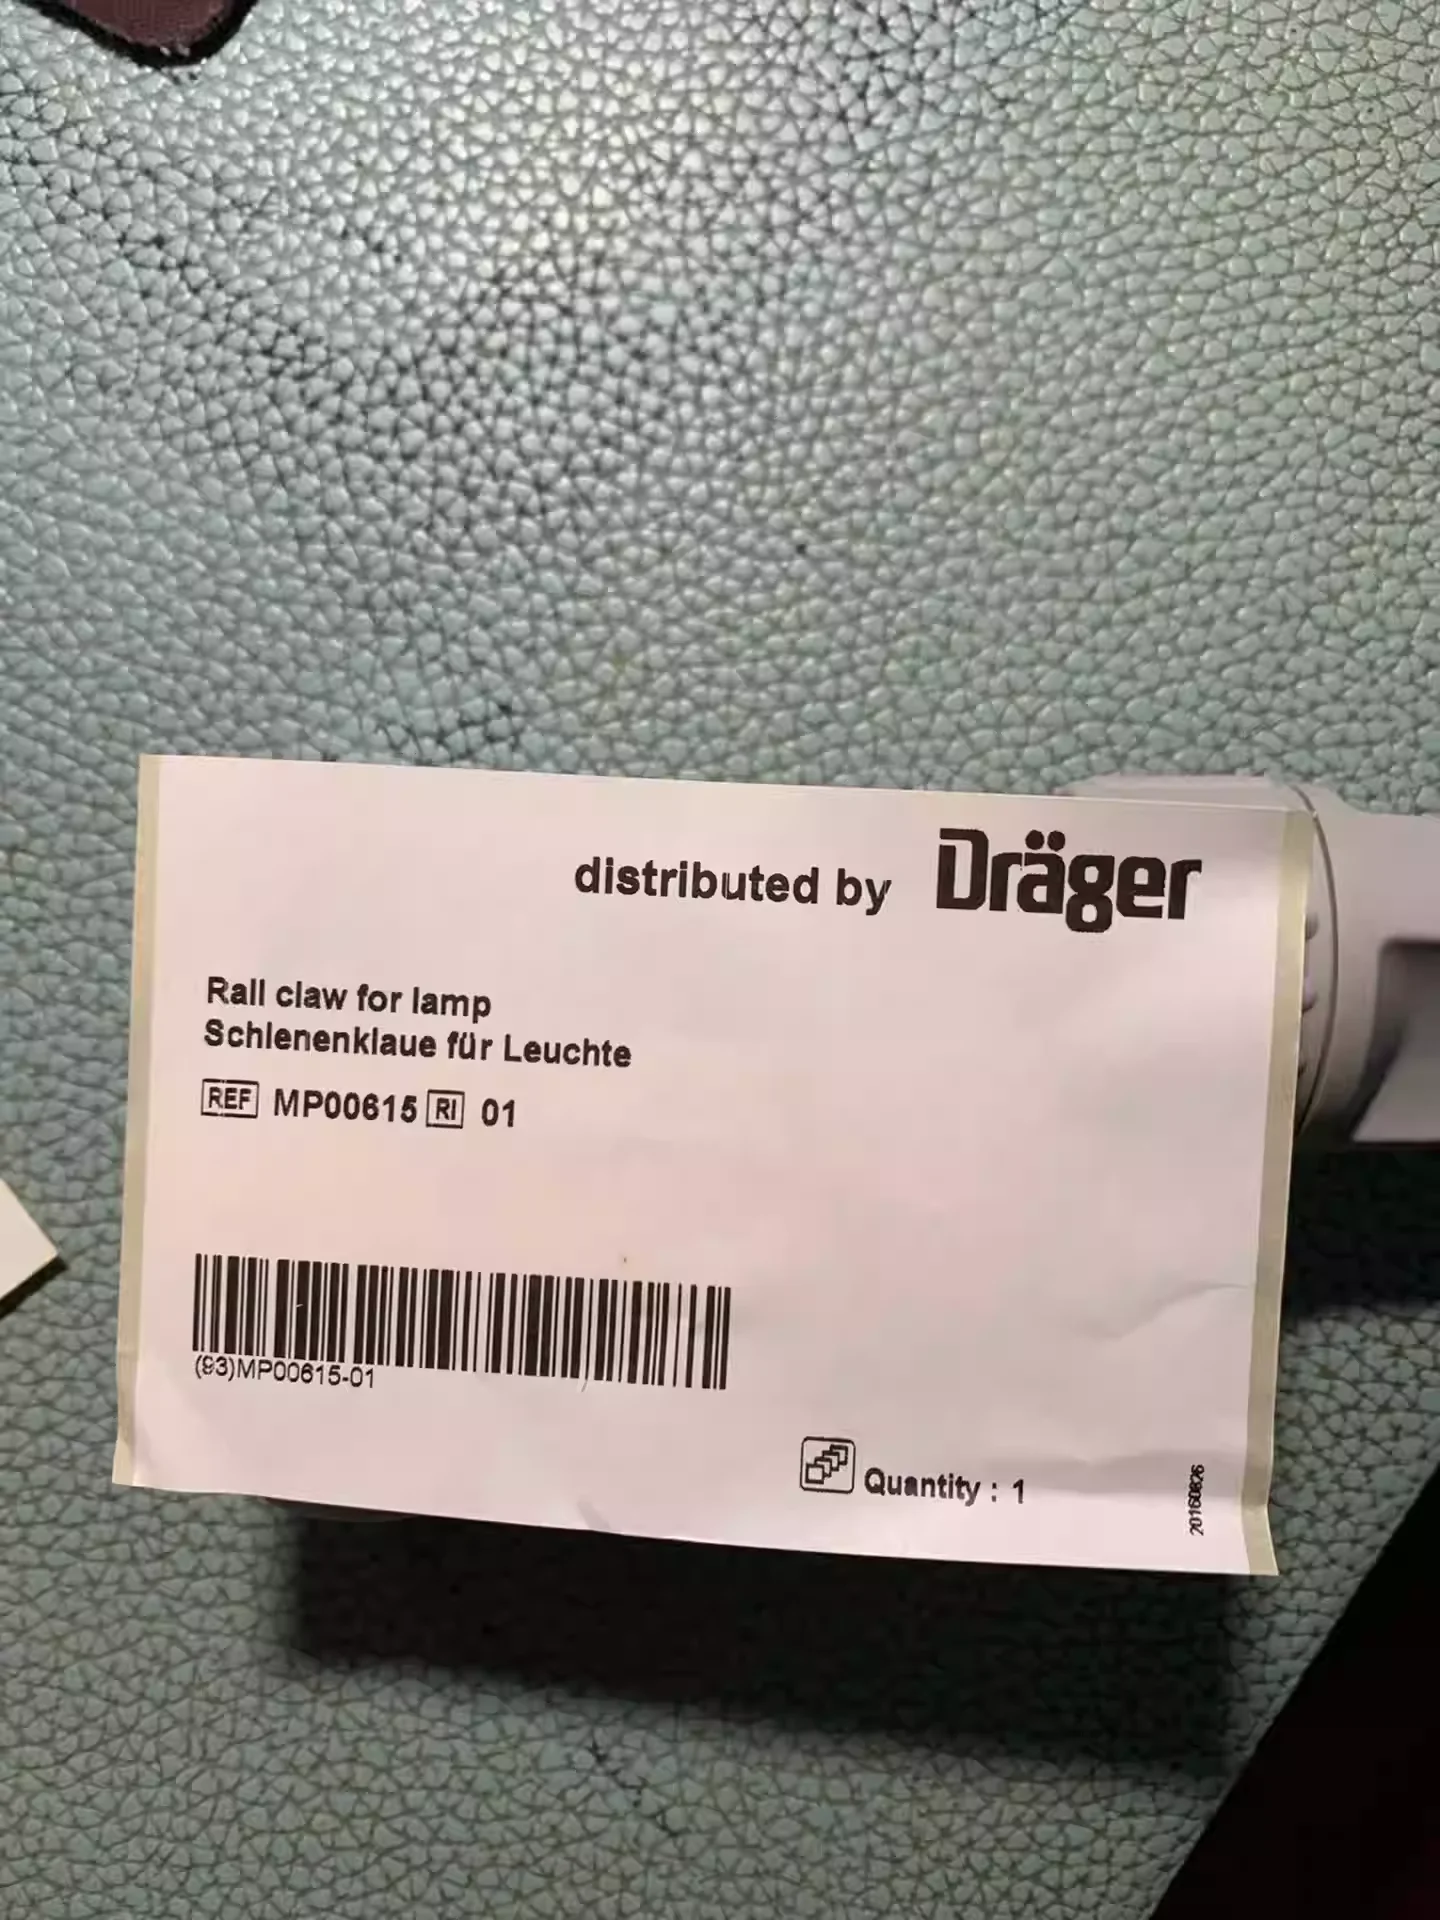 distributed by Dräger
Rail claw for lamp
Schienenklaue für Leuchte
REF MP00615 RI 01
(93)MP00615-01
Quantity : 1
20160826